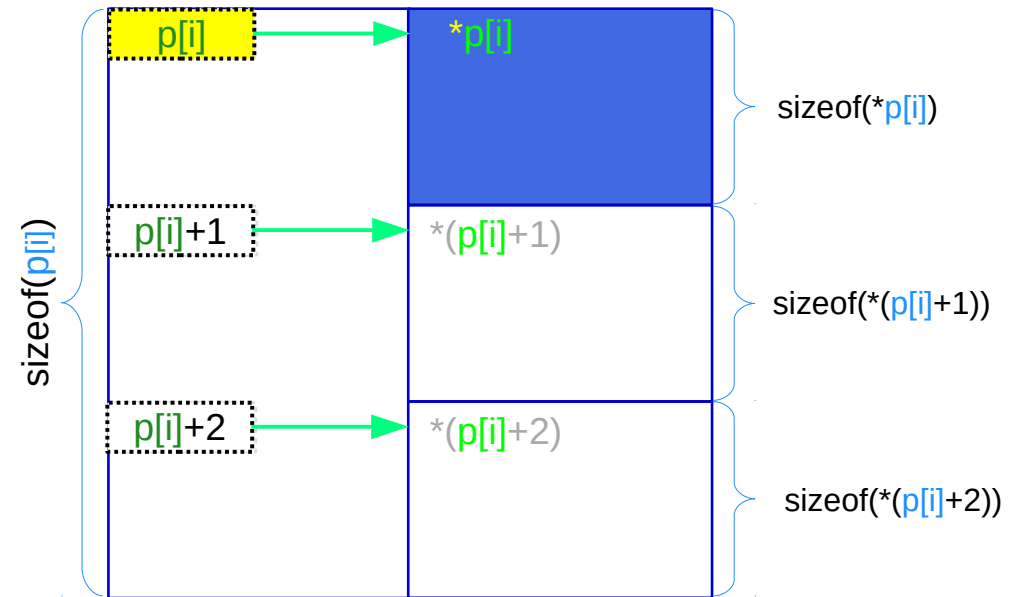 p[i]
*p[i]
sizeof(*p[i])
sizeof(p[i])
p[i]+1
*(p[i]+1)
sizeof(*(p[i]+1))
p[i]+2
*(p[i]+2)
sizeof(*(p[i]+2))